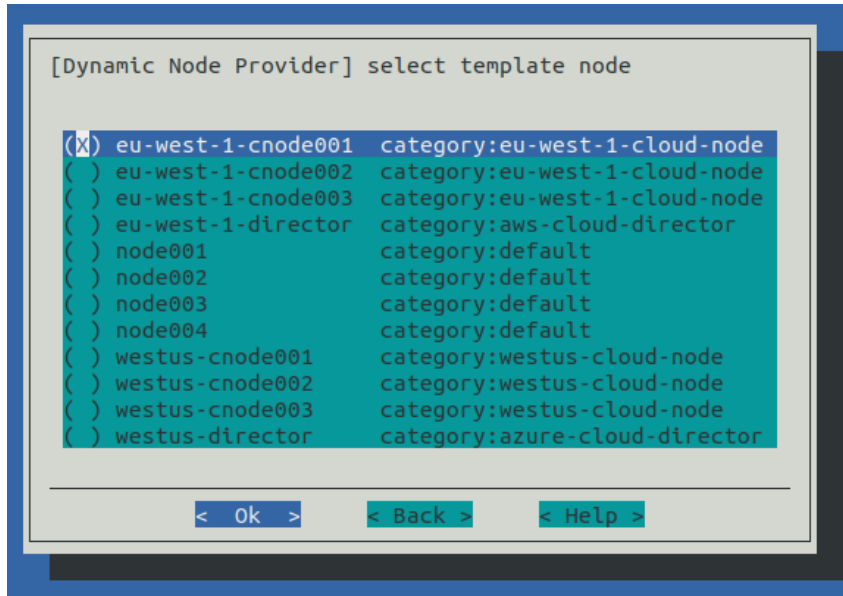 [Dynamic Node Provider] select template node
(X) eu-west-1-cnode001 category:eu-west-1-cloud-node
( ) eu-west-1-cnode002 category:eu-west-1-cloud-node
( ) eu-west-1-cnode003 category:eu-west-1-cloud-node
( ) eu-west-1-director category:aws-cloud-director
( ) node001 category:default
( ) node002 category:default
( ) node003 category:default
( ) node004 category:default
( ) westus-cnode001 category:westus-cloud-node
( ) westus-cnode002 category:westus-cloud-node
( ) westus-cnode003 category:westus-cloud-node
( ) westus-director category:azure-cloud-director
< Ok > < Back > < Help >